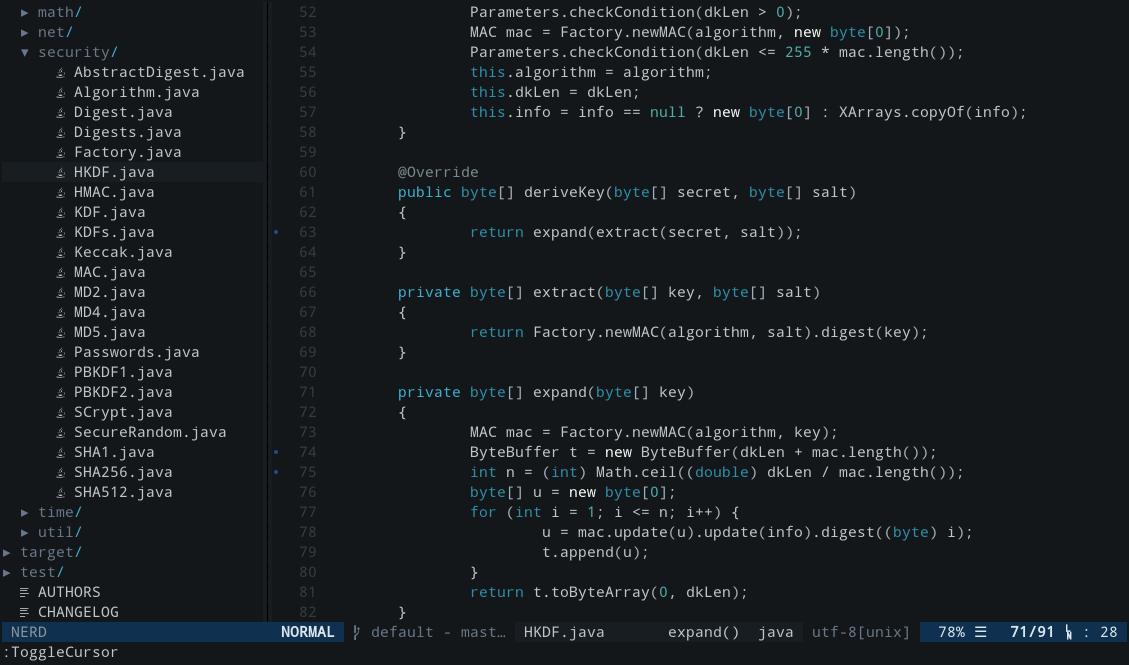 ▸ math/
▸ net/
▾ security/
AbstractDigest.java
Algorithm.java
Digest.java
Digests.java
Factory.java
HKDF.java
HMAC.java
KDF.java
KDFs.java
Keccak.java
MAC.java
MD2.java
MD4.java
MD5.java
Passwords.java
PBKDF1.java
PBKDF2.java
SCrypt.java
SecureRandom.java
SHA1.java
SHA256.java
SHA512.java
▸ time/
▸ util/
▸ target/
▸ test/
AUTHORS
CHANGELOG
52 Parameters.checkCondition(dkLen > 0);
53 MAC mac = Factory.newMAC(algorithm, new byte[0]);
54 Parameters.checkCondition(dkLen <= 255 * mac.length());
55 this.algorithm = algorithm;
56 this.dkLen = dkLen;
57 this.info = info == null ? new byte[0] : XArrays.copyOf(info);
58 }
59
60 @Override
61 public byte[] deriveKey(byte[] secret, byte[] salt)
62 {
63 return expand(extract(secret, salt));
64 }
65
66 private byte[] extract(byte[] key, byte[] salt)
67 {
68 return Factory.newMAC(algorithm, salt).digest(key);
69 }
70
71 private byte[] expand(byte[] key)
72 {
73 MAC mac = Factory.newMAC(algorithm, key);
74 ByteBuffer t = new ByteBuffer(dkLen + mac.length());
75 int n = (int) Math.ceil((double) dkLen / mac.length());
76 byte[] u = new byte[0];
77 for (int i = 1; i <= n; i++) {
78 u = mac.update(u).update(info).digest((byte) i);
79 t.append(u);
80 }
81 return t.toByteArray(0, dkLen);
82 }
NERD NORMAL default - mast… HKDF.java expand() java utf-8[unix] 78% ☰ 71/91 : 28
:ToggleCursor